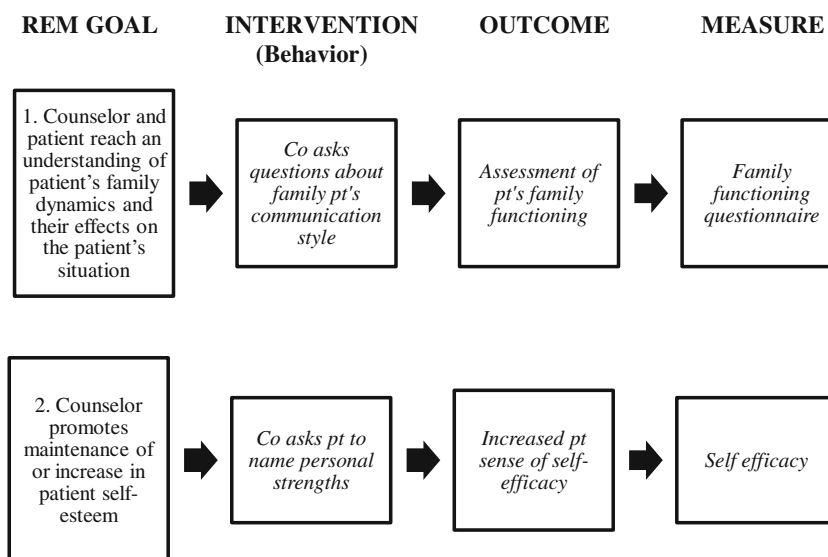 REM GOAL
INTERVENTION
(Behavior)
OUTCOME
MEASURE
1. Counselor and
patient reach an
understanding of
patient's family
dynamics and
their effects on
the patient's
situation
Co asks
questions about
family pt's
communication
style
Assessment of
pt's family
functioning
Family
functioning
questionnaire
2. Counselor
promotes
maintenance of
or increase in
patient self-
esteem
Co asks pt to
name personal
strengths
Increased pt
sense of self-
efficacy
Self efficacy